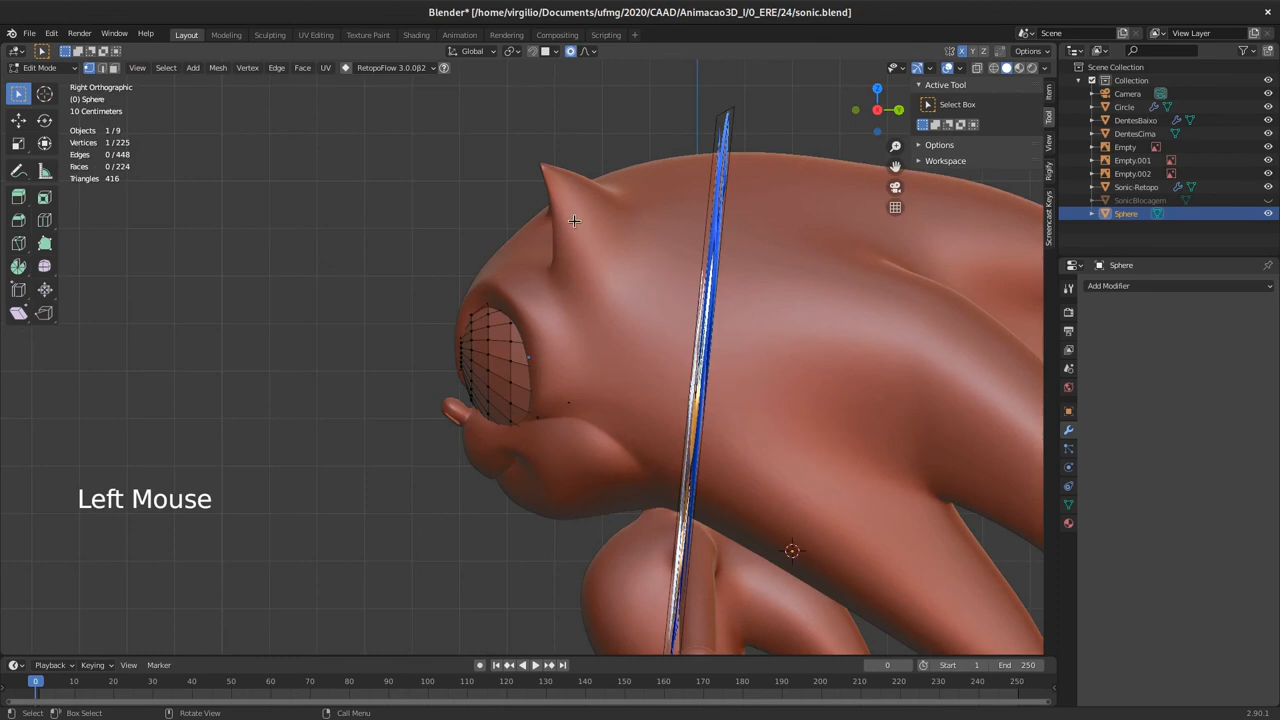 Blender* [/home/virgilio/Documents/ufmg/2020/CAAD/Animacao3D_I/0_ERE/24/sonic.blend]
File Edit Render Window Help Layout Modeling Sculpting UV Editing Texture Paint Shading Animation Rendering Compositing Scripting + Scene View Layer
Global X Y Z Options
Edit Mode View Select Add Mesh Vertex Edge Face UV RetopoFlow 3.0.0β2
Right Orthographic
(0) Sphere
10 Centimeters
Objects 1/9
Vertices 1/225
Edges 0/448
Faces 0/224
Triangles 416
Z
X
Y
Active Tool
Select Box
Options
Workspace
Item
Tool
View
Rigify
Screencast Keys
Scene Collection
Collection
Camera
Circle
DentesBaixo
DentesCima
Empty
Empty.001
Empty.002
Sonic-Retopo
SonicBlocagem
Sphere
Sphere
Add Modifier
Left Mouse
Playback Keying View Marker 0 Start 1 End 250
0 10 20 30 40 50 60 70 80 90 100 110 120 130 140 150 160 170 180 190 200 210 220 230 240 250
Select Box Select Rotate View Call Menu 2.90.1